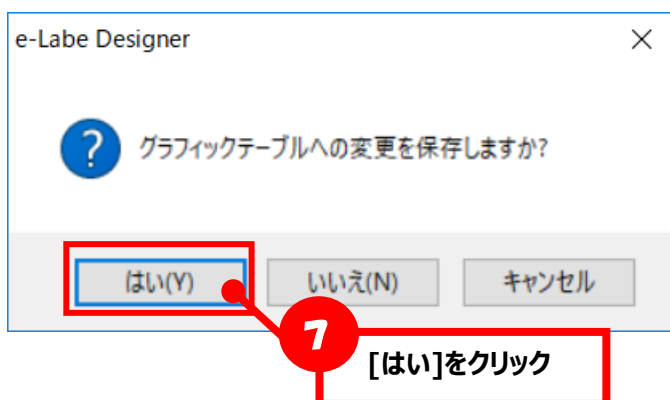 e-Labe Designer
グラフィックテーブルへの変更を保存しますか?
はい(Y)
いいえ(N)
キャンセル
7
[はい]をクリック